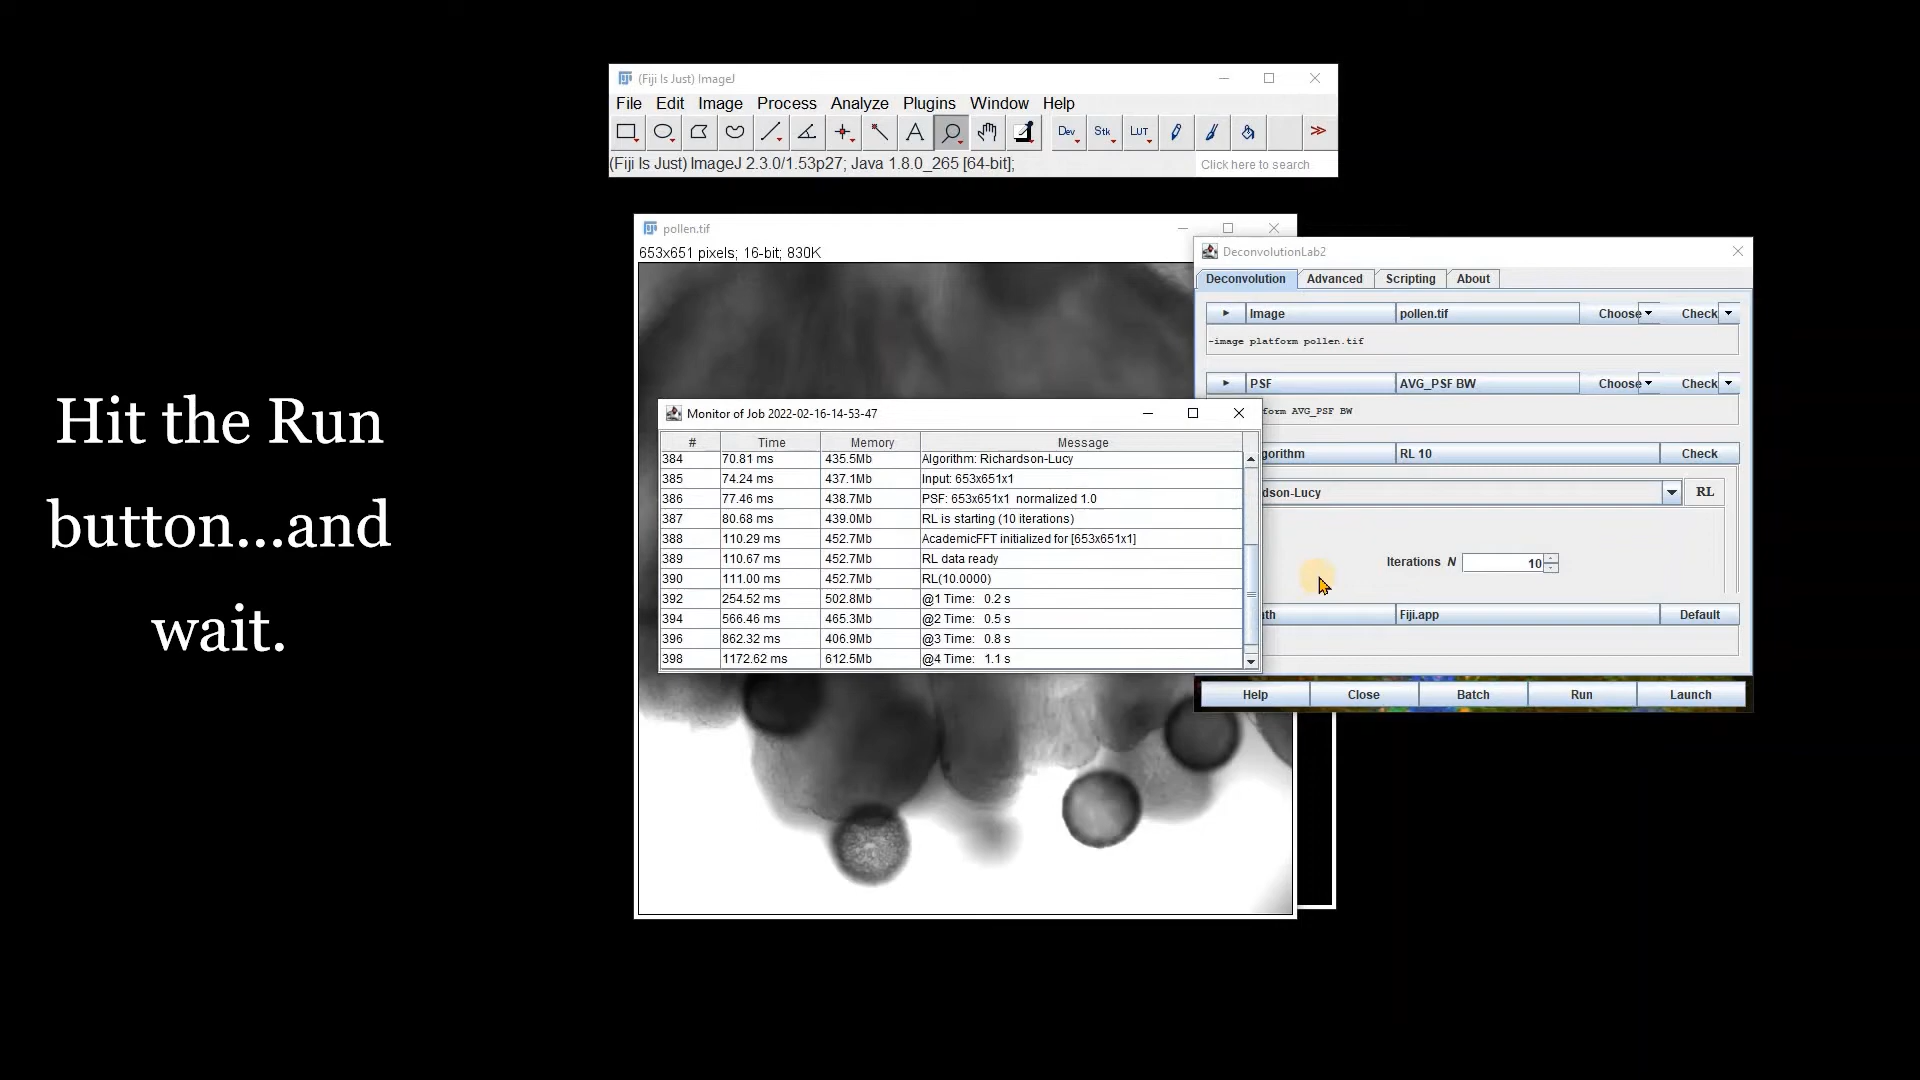 (Fiji Is Just) ImageJ
File Edit Image Process Analyze Plugins Window Help
A Dev Stk LUT >>
(Fiji Is Just) ImageJ 2.3.0/1.53p27; Java 1.8.0_265 [64-bit]; Click here to search
pollen.tif
653x651 pixels; 16-bit; 830K
DeconvolutionLab2
Deconvolution Advanced Scripting About
Image pollen.tif Choose Check
-image platform pollen.tif
PSF AVG_PSF BW Choose Check
form AVG_PSF BW
gorithm RL 10 Check
dson-Lucy RL
Iterations N 10
ath Fiji.app Default
Help Close Batch Run Launch
Monitor of Job 2022-02-16-14-53-47
# Time Memory Message
384 70.81 ms 435.5Mb Algorithm: Richardson-Lucy
385 74.24 ms 437.1Mb Input: 653x651x1
386 77.46 ms 438.7Mb PSF: 653x651x1 normalized 1.0
387 80.68 ms 439.0Mb RL is starting (10 iterations)
388 110.29 ms 452.7Mb AcademicFFT initialized for [653x651x1]
389 110.67 ms 452.7Mb RL data ready
390 111.00 ms 452.7Mb RL(10.0000)
392 254.52 ms 502.8Mb @1 Time: 0.2 s
394 566.46 ms 465.3Mb @2 Time: 0.5 s
396 862.32 ms 406.9Mb @3 Time: 0.8 s
398 1172.62 ms 612.5Mb @4 Time: 1.1 s
Hit the Run
button...and
wait.